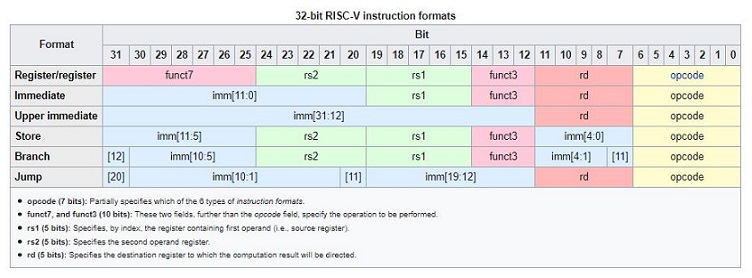 32-bit RISC-V instruction formats
Format Bit
31 30 29 28 27 26 25 24 23 22 21 20 19 18 17 16 15 14 13 12 11 10 9 8 7 6 5 4 3 2 1 0
Register/register funct7 rs2 rs1 funct3 rd opcode
Immediate imm[11:0] rs1 funct3 rd opcode
Upper immediate imm[31:12] rd opcode
Store imm[11:5] rs2 rs1 funct3 imm[4:0] opcode
Branch [12] imm[10:5] rs2 rs1 funct3 imm[4:1] [11] opcode
Jump [20] imm[10:1] [11] imm[19:12] rd opcode
• opcode (7 bits): Partially specifies which of the 6 types of instruction formats.
• funct7, and funct3 (10 bits): These two fields, further than the opcode field, specify the operation to be performed.
• rs1 (5 bits): Specifies, by index, the register containing first operand (i.e., source register).
• rs2 (5 bits): Specifies the second operand register.
• rd (5 bits): Specifies the destination register to which the computation result will be directed.